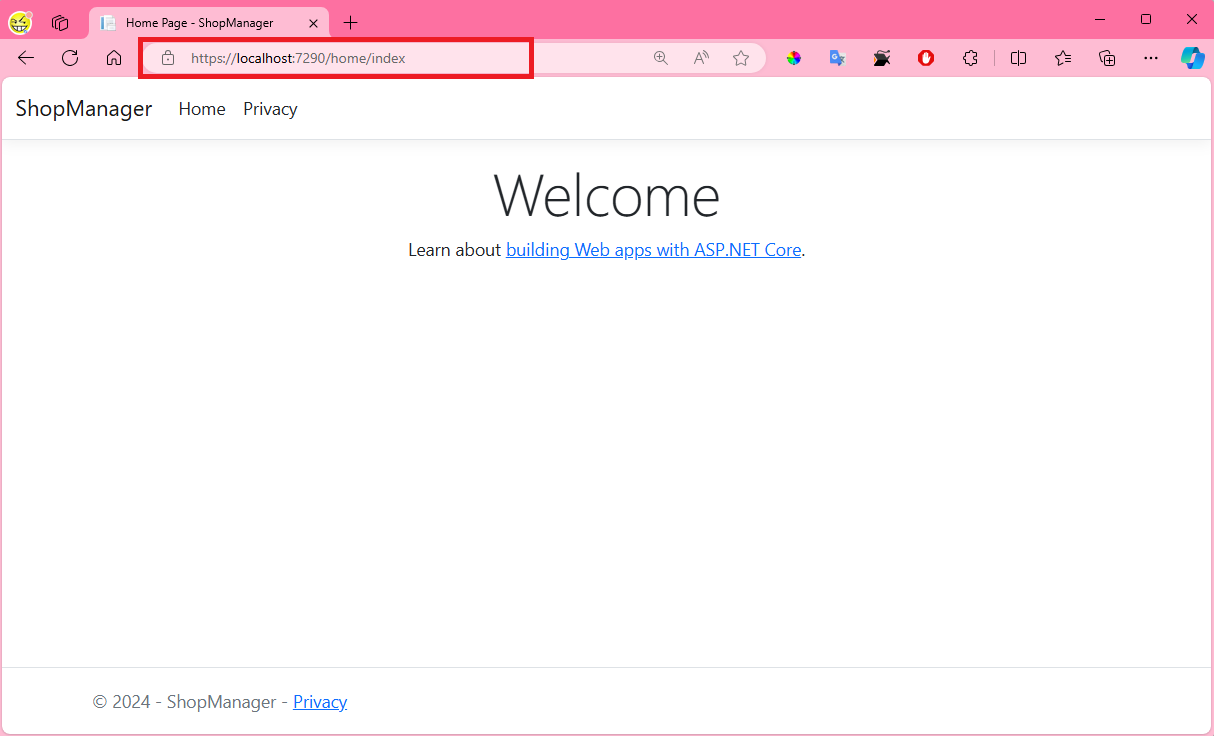 Home Page - ShopManager
https://localhost:7290/home/index
ShopManager Home Privacy
Welcome
Learn about building Web apps with ASP.NET Core.
© 2024 - ShopManager - Privacy